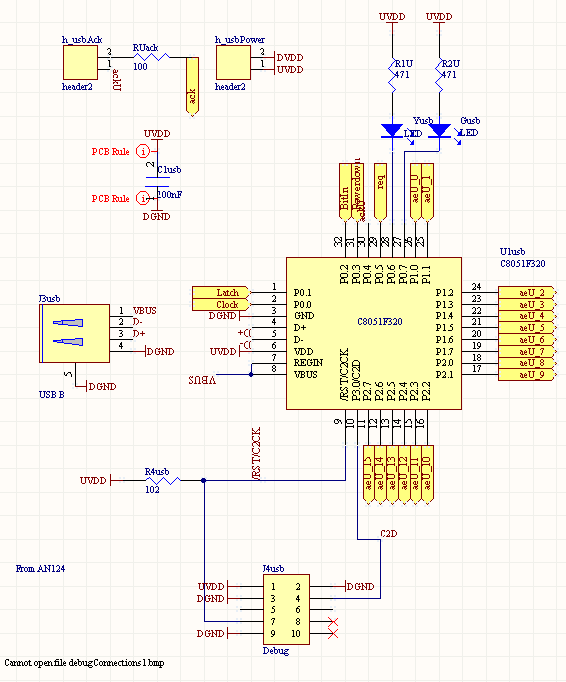 UVDD
UVDD
h_usbAck
h_usbPower
RUack
2
1
100
ackU
header2
2
1
DVDD
UVDD
header2
ack
R1U
471
R2U
471
Yusb
LED
Gusb
LED
UVDD
PCB Rule
i
2
C1usb
100nF
PCB Rule
i
DGND
BitIn
Powerdown
ackU
req
aeU_0
aeU_1
32
31
30
29
28
27
26
25
P0.2
P0.3
P0.4
P0.5
P0.6
P0.7
P1.0
P1.1
U1usb
C8051F320
Latch
1
P0.1
Clock
2
P0.0
DGND
3
GND
4
D+
5
D-
UVDD
6
VDD
7
REGIN
VBUS
8
VBUS
C8051F320
P1.2
24
aeU_2
P1.3
23
aeU_3
P1.4
22
aeU_4
P1.5
21
aeU_5
P1.6
20
aeU_6
P1.7
19
aeU_7
P2.0
18
aeU_8
P2.1
17
aeU_9
J3usb
1
VBUS
2
D-
3
D+
4
DGND
5
DGND
USB B
/RST/C2CK
P3.0/C2D
P2.7
P2.6
P2.5
P2.4
P2.3
P2.2
9
10
11
12
13
14
15
16
aeU_15
aeU_14
aeU_13
aeU_12
aeU_11
aeU_10
/RST/C2CK
UVDD
R4usb
102
C2D
From AN124
J4usb
UVDD
1
2
DGND
DGND
3
4
5
6
7
8
DGND
9
10
Debug
Cannot open file debugConnections1.bmp